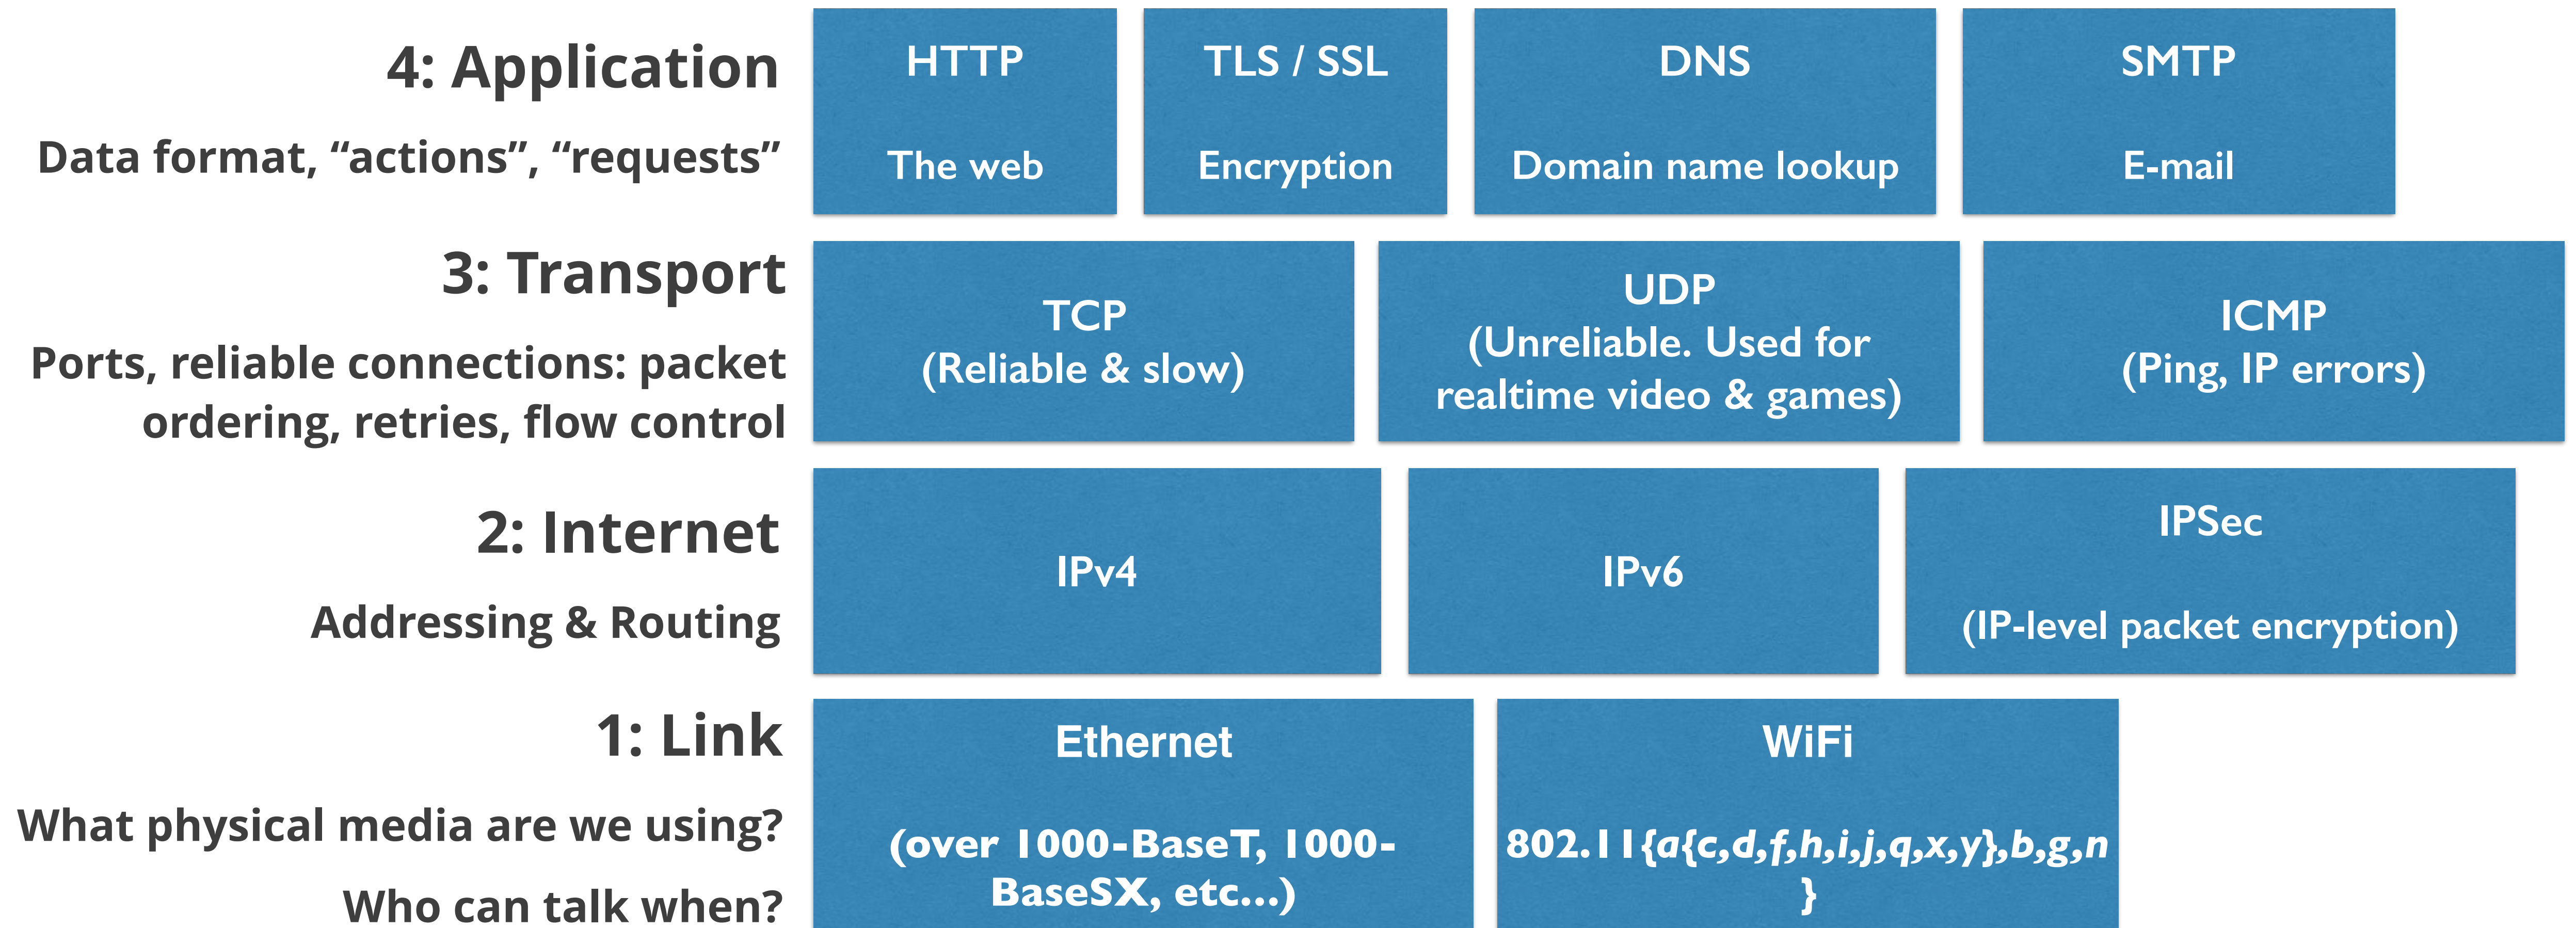 4: Application
Data format, “actions”, “requests”
HTTP
The web
TLS / SSL
Encryption
DNS
Domain name lookup
SMTP
E-mail
3: Transport
Ports, reliable connections: packet
ordering, retries, flow control
TCP
(Reliable & slow)
UDP
(Unreliable. Used for
realtime video & games)
ICMP
(Ping, IP errors)
2: Internet
Addressing & Routing
IPv4
IPv6
IPSec
(IP-level packet encryption)
1: Link
What physical media are we using?
Who can talk when?
Ethernet
(over 1000-BaseT, 1000-
BaseSX, etc...)
WiFi
802.11{a{c,d,f,h,i,j,q,x,y},b,g,n
}